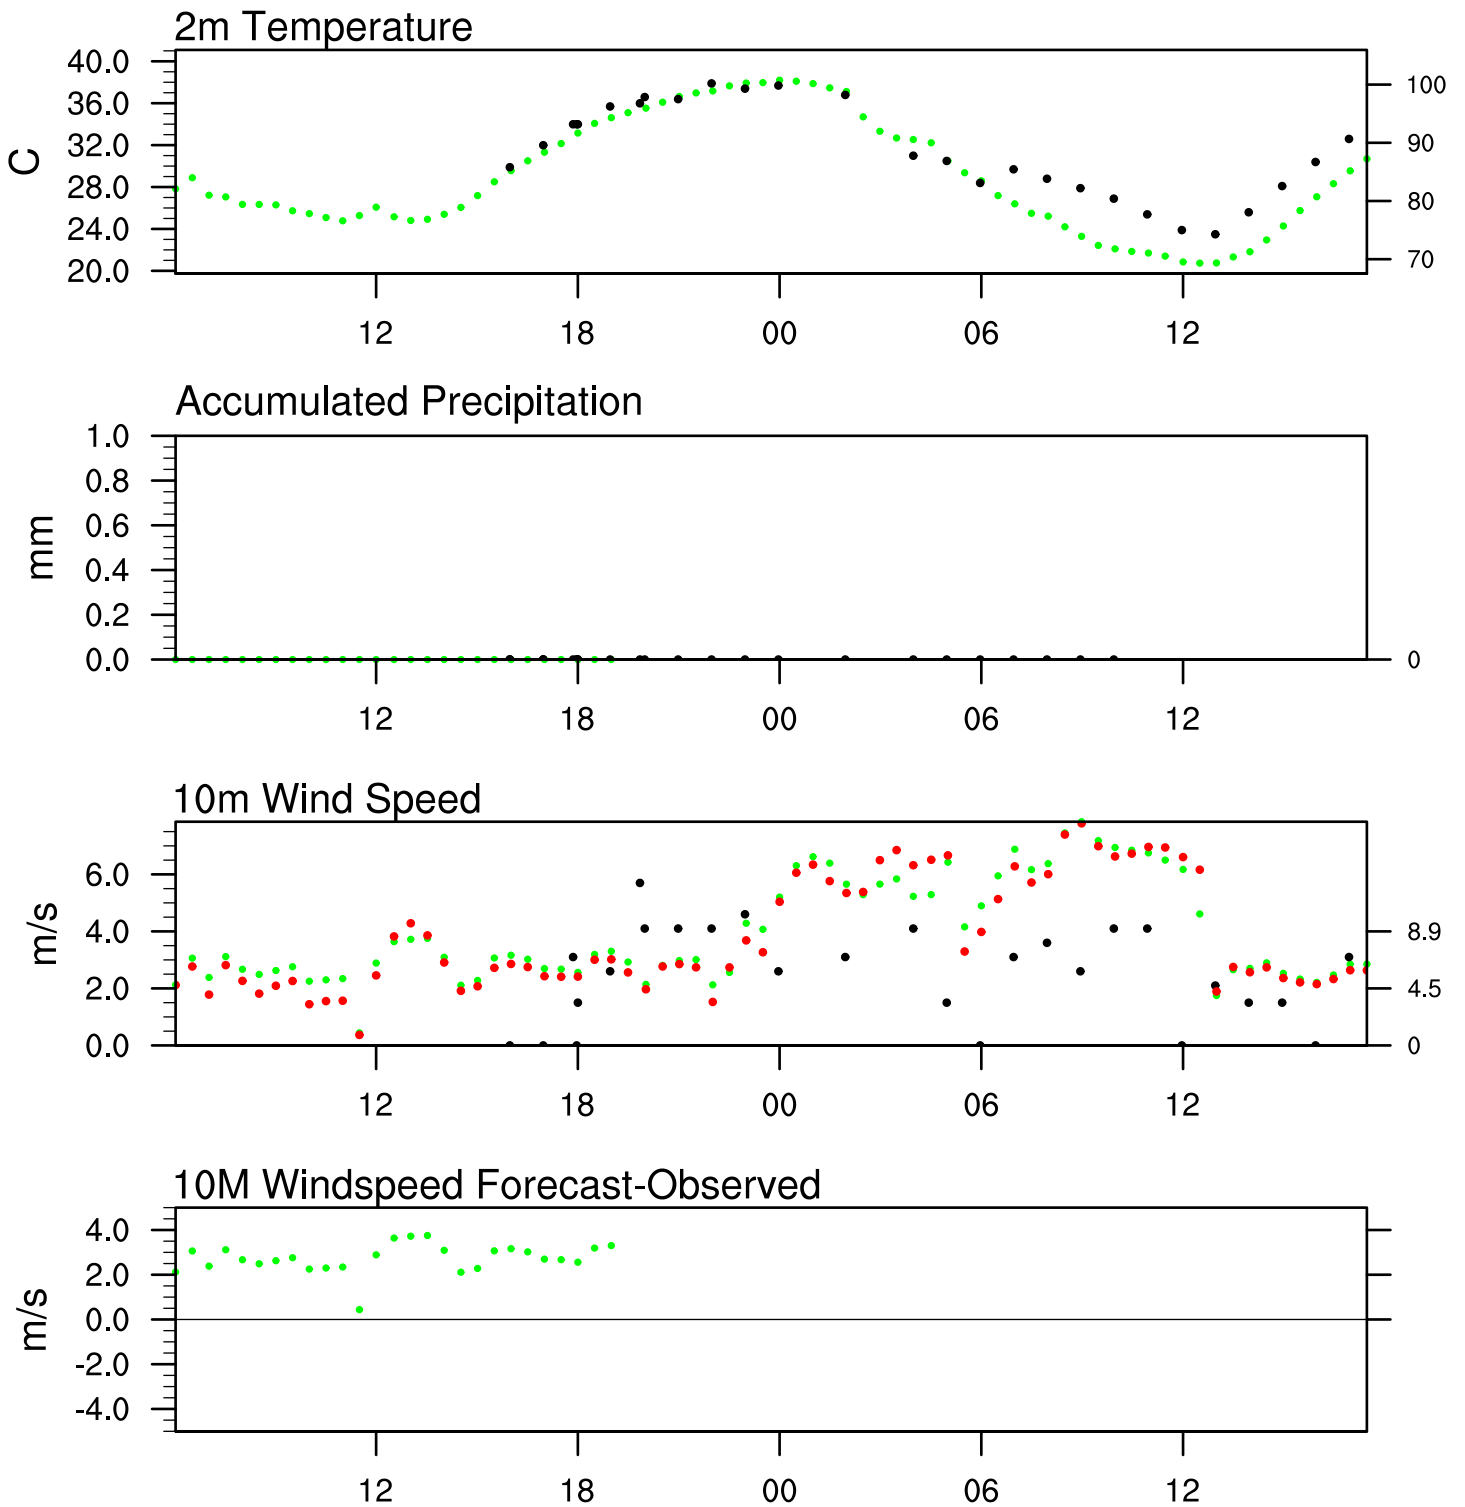 2m Temperature
40.0
36.0
32.0
28.0
24.0
20.0
C
100
90
80
70
12 18 00 06 12
Accumulated Precipitation
1.0
0.8
0.6
0.4
0.2
0.0
mm
0
12 18 00 06 12
10m Wind Speed
6.0
4.0
2.0
0.0
m/s
8.9
4.5
0
12 18 00 06 12
10M Windspeed Forecast-Observed
4.0
2.0
0.0
-2.0
-4.0
m/s
12 18 00 06 12